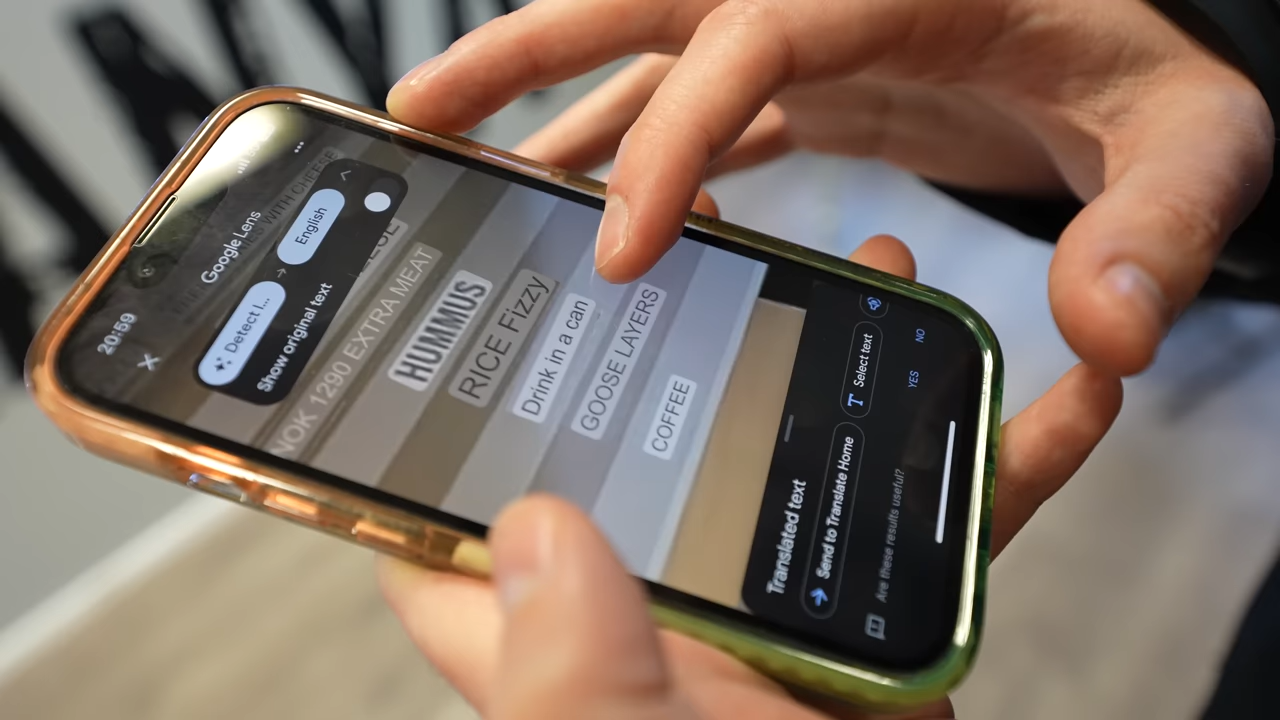 20:59
Google Lens
Detect l...
→
English
Show original text
NOK 1290 EXTRA MEAT
HUMMUS
RICE Fizzy
Drink in a can
GOOSE LAYERS
COFFEE
Translated text
Send to Translate Home
Select text
Are these results useful?
YES
NO